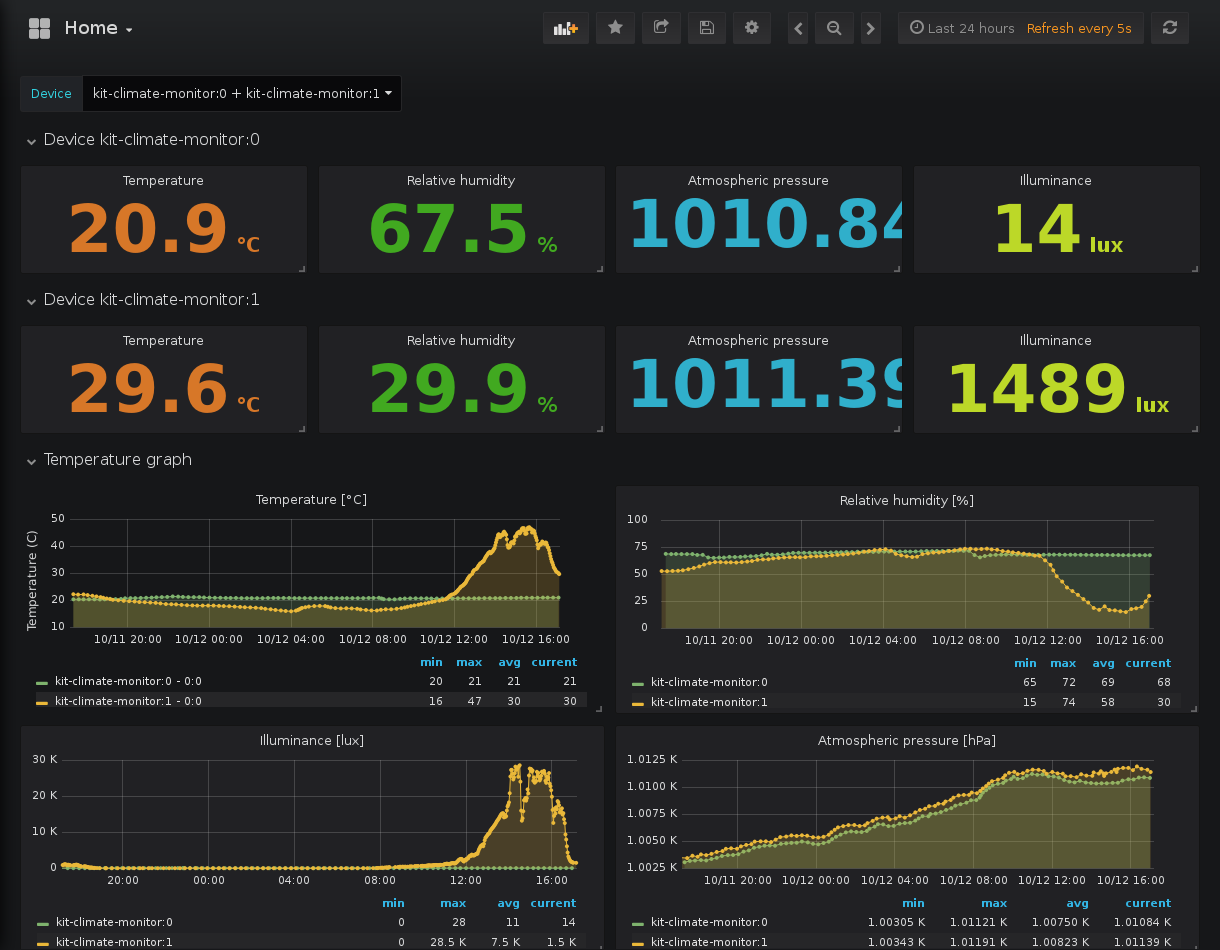 Home
Last 24 hours Refresh every 5s
Device kit-climate-monitor:0 + kit-climate-monitor:1
Device kit-climate-monitor:0
Temperature Relative humidity Atmospheric pressure Illuminance
20.9 °C 67.5 % 1010.84 14 lux
Device kit-climate-monitor:1
Temperature Relative humidity Atmospheric pressure Illuminance
29.6 °C 29.9 % 1011.39 1489 lux
Temperature graph
Temperature [°C]
Temperature (C)
50
40
30
20
10
10/11 20:00 10/12 00:00 10/12 04:00 10/12 08:00 10/12 12:00 10/12 16:00
min max avg current
kit-climate-monitor:0 - 0:0 20 21 21 21
kit-climate-monitor:1 - 0:0 16 47 30 30
Relative humidity [%]
100
75
50
25
0
10/11 20:00 10/12 00:00 10/12 04:00 10/12 08:00 10/12 12:00 10/12 16:00
min max avg current
kit-climate-monitor:0 65 72 69 68
kit-climate-monitor:1 15 74 58 30
Illuminance [lux]
30 K
20 K
10 K
0
20:00 00:00 04:00 08:00 12:00 16:00
min max avg current
kit-climate-monitor:0 0 28 11 14
kit-climate-monitor:1 0 28.5 K 7.5 K 1.5 K
Atmospheric pressure [hPa]
1.0125 K
1.0100 K
1.0075 K
1.0050 K
1.0025 K
10/11 20:00 10/12 00:00 10/12 04:00 10/12 08:00 10/12 12:00 10/12 16:00
min max avg current
kit-climate-monitor:0 1.00305 K 1.01121 K 1.00750 K 1.01084 K
kit-climate-monitor:1 1.00343 K 1.01191 K 1.00823 K 1.01139 K